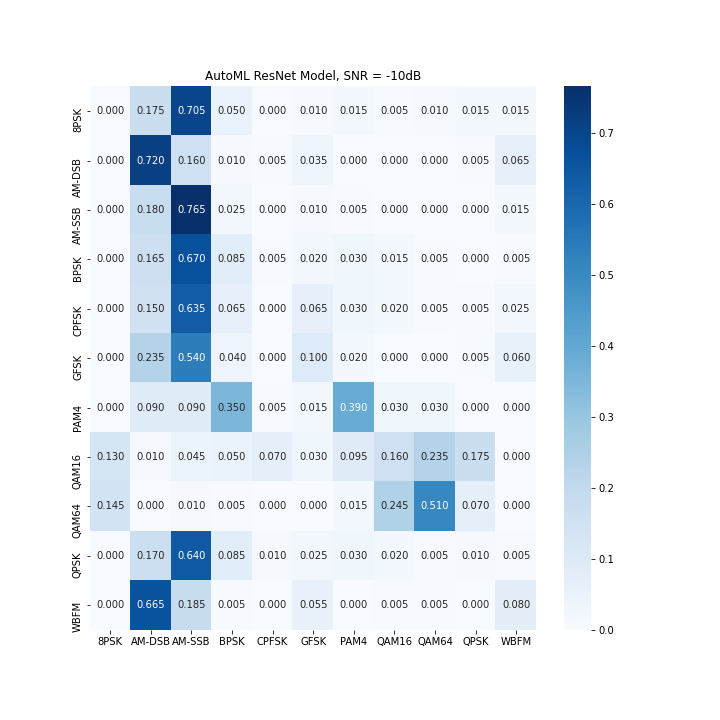 AutoML ResNet Model, SNR = -10dB
8PSK 0.000 0.175 0.705 0.050 0.000 0.010 0.015 0.005 0.010 0.015 0.015
AM-DSB 0.000 0.720 0.160 0.010 0.005 0.035 0.000 0.000 0.000 0.005 0.065
AM-SSB 0.000 0.180 0.765 0.025 0.000 0.010 0.005 0.000 0.000 0.000 0.015
BPSK 0.000 0.165 0.670 0.085 0.005 0.020 0.030 0.015 0.005 0.000 0.005
CPFSK 0.000 0.150 0.635 0.065 0.000 0.065 0.030 0.020 0.005 0.005 0.025
GFSK 0.000 0.235 0.540 0.040 0.000 0.100 0.020 0.000 0.000 0.005 0.060
PAM4 0.000 0.090 0.090 0.350 0.005 0.015 0.390 0.030 0.030 0.000 0.000
QAM16 0.130 0.010 0.045 0.050 0.070 0.030 0.095 0.160 0.235 0.175 0.000
QAM64 0.145 0.000 0.010 0.005 0.000 0.000 0.015 0.245 0.510 0.070 0.000
QPSK 0.000 0.170 0.640 0.085 0.010 0.025 0.030 0.020 0.005 0.010 0.005
WBFM 0.000 0.665 0.185 0.005 0.000 0.055 0.000 0.005 0.005 0.000 0.080
8PSK AM-DSB AM-SSB BPSK CPFSK GFSK PAM4 QAM16 QAM64 QPSK WBFM
0.7
0.6
0.5
0.4
0.3
0.2
0.1
0.0